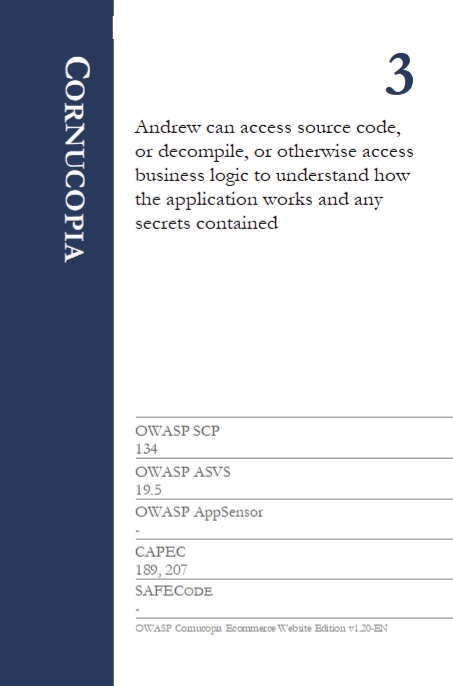 CORNUCOPIA
3
Andrew can access source code,
or decompile, or otherwise access
business logic to understand how
the application works and any
secrets contained
OWASP SCP
134
OWASP ASVS
19.5
OWASP AppSensor
-
CAPEC
189, 207
SAFECODE
-
OWASP Cornucopia Ecommerce Website Edition v1.20-EN